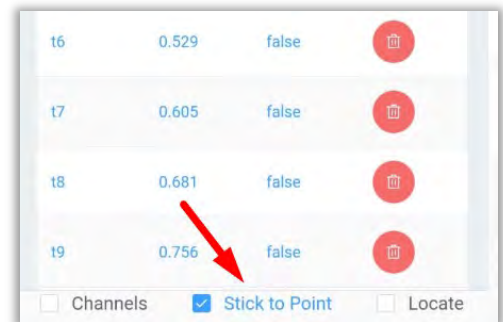 t6 0.529 false
t7 0.605 false
t8 0.681 false
t9 0.756 false
Channels Stick to Point Locate